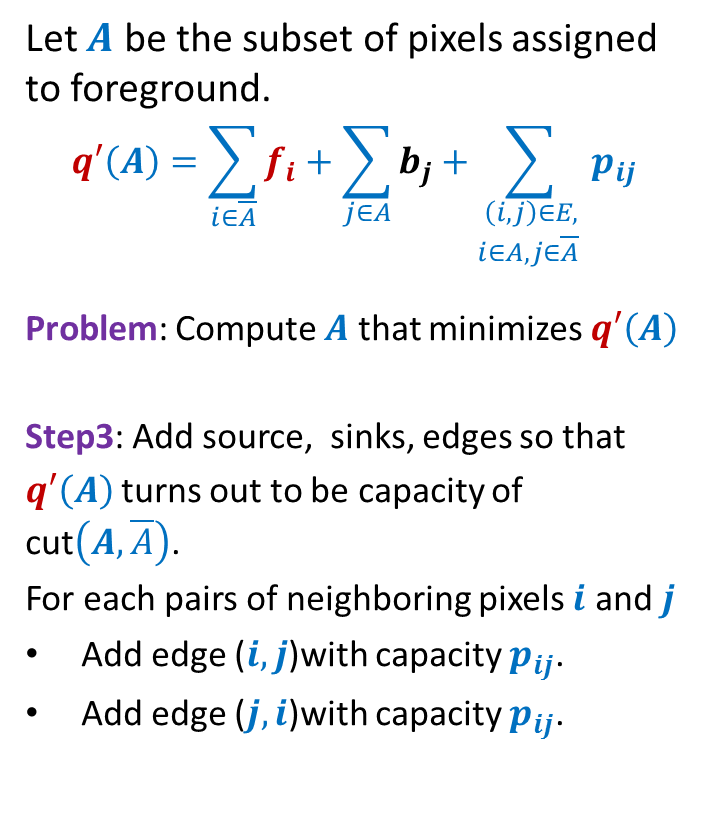 Let A be the subset of pixels assigned
to foreground.
q′(A) = ∑ f_i + ∑ b_j + ∑ p_ij
i∈A̅ j∈A (i,j)∈E,
i∈A,j∈A̅
Problem: Compute A that minimizes q′(A)
Step3: Add source, sinks, edges so that
q′(A) turns out to be capacity of
cut(A, A̅).
For each pairs of neighboring pixels i and j
• Add edge (i, j)with capacity p_ij.
• Add edge (j, i)with capacity p_ij.